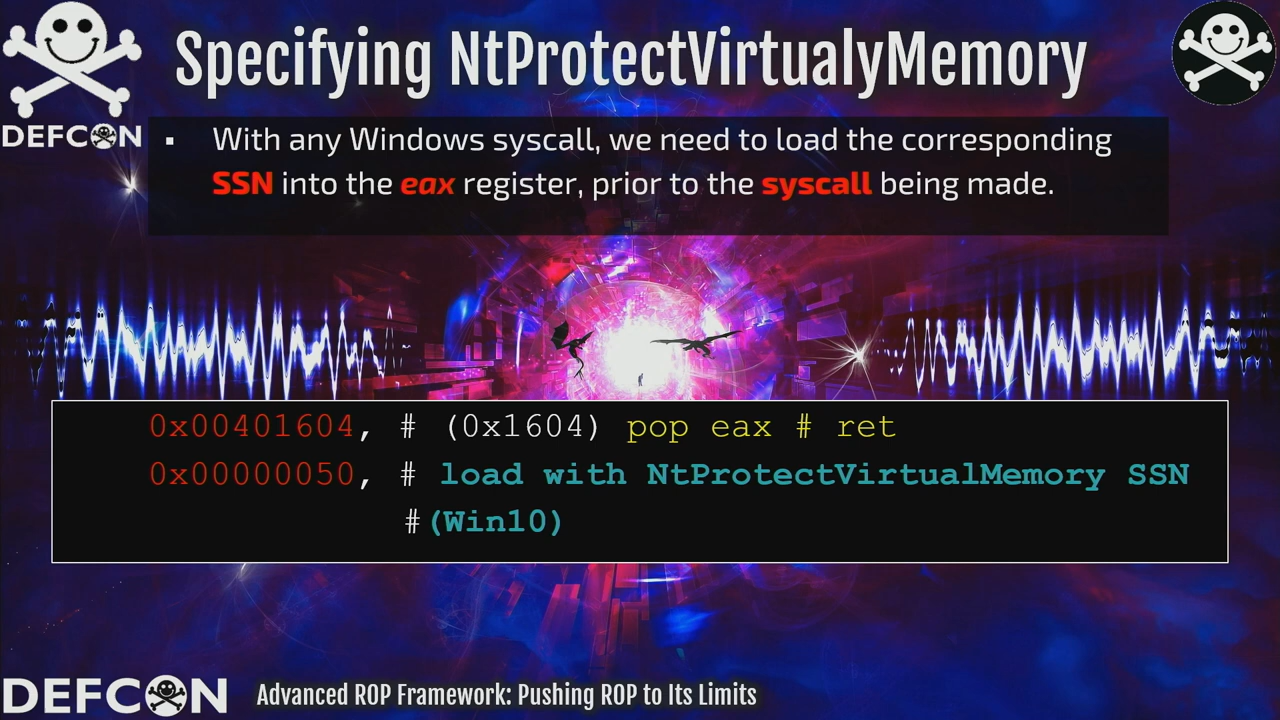 Specifying NtProtectVirtualyMemory
DEFCON
▪ With any Windows syscall, we need to load the corresponding
SSN into the eax register, prior to the syscall being made.
0x00401604, # (0x1604) pop eax # ret
0x00000050, # load with NtProtectVirtualMemory SSN
#(Win10)
DEFCON
Advanced ROP Framework: Pushing ROP to Its Limits